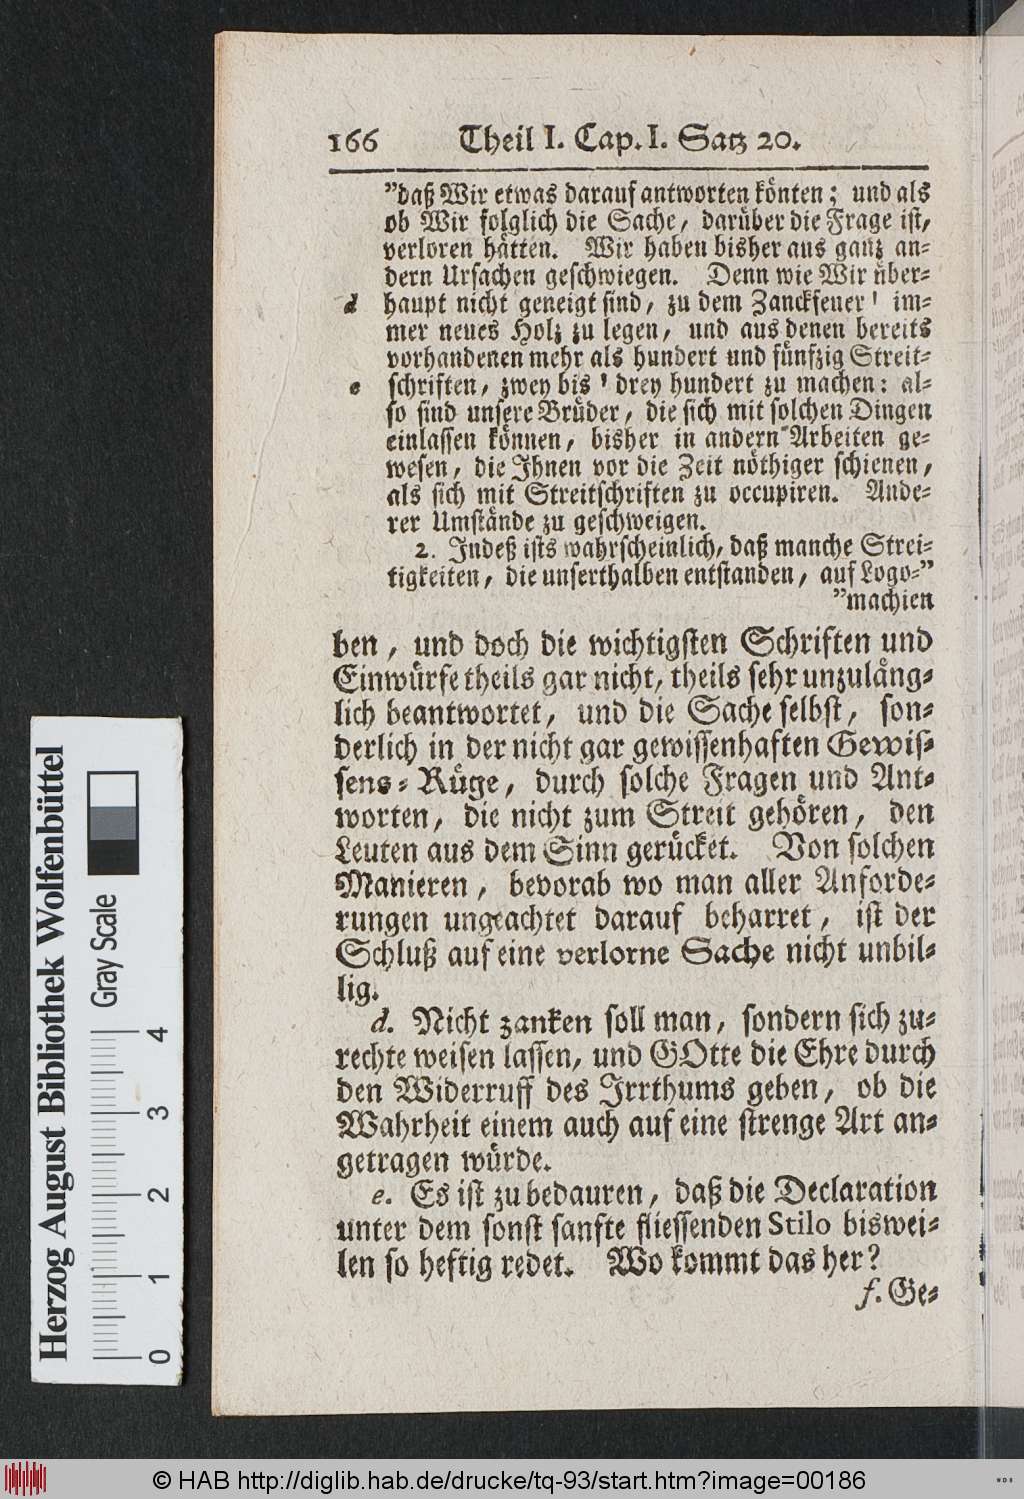 166 Theil I. Cap. I. Satz 20.
"daß Wir etwas darauf antworten könten; und als
ob Wir folglich die Sache, darüber die Frage ist,
verloren hätten. Wir haben bisher aus ganz an-
dern Ursachen geschwiegen. Denn wie Wir über-
d haupt nicht geneigt sind, zu dem Zanckfeuer ' im-
mer neues Holz zu legen, und aus denen bereits
vorhandenen mehr als hundert und fünfzig Streit-
e schriften, zwey bis ' drey hundert zu machen: al-
so sind unsere Brüder, die sich mit solchen Dingen
einlassen können, bisher in andern Arbeiten ge-
wesen, die Ihnen vor die Zeit nöthiger schienen,
als sich mit Streitschriften zu occupiren. Ande-
rer Umstände zu geschweigen.
2. Indeß ists wahrscheinlich, daß manche Strei-
tigkeiten, die unserthalben entstanden, auf Logo-"
"machien
ben, und doch die wichtigsten Schriften und
Einwürfe theils gar nicht, theils sehr unzuläng-
lich beantwortet, und die Sache selbst, son-
derlich in der nicht gar gewissenhaften Gewis-
sens-Rüge, durch solche Fragen und Ant-
worten, die nicht zum Streit gehören, den
Leuten aus dem Sinn gerücket. Von solchen
Manieren, bevorab wo man aller Anforde-
rungen ungeachtet darauf beharret, ist der
Schluß auf eine verlorne Sache nicht unbil-
lig.
d. Nicht zanken soll man, sondern sich zu-
rechte weisen lassen, und GOtte die Ehre durch
den Widerruff des Irrthums geben, ob die
Wahrheit einem auch auf eine strenge Art an-
getragen würde.
e. Es ist zu bedauren, daß die Declaration
unter dem sonst sanfte fliessenden Stilo biswei-
len so heftig redet. Wo kommt das her?
f. Ge-
Herzog August Bibliothek Wolfenbüttel
Gray Scale
0 1 2 3 4
© HAB http://diglib.hab.de/drucke/tq-93/start.htm?image=00186